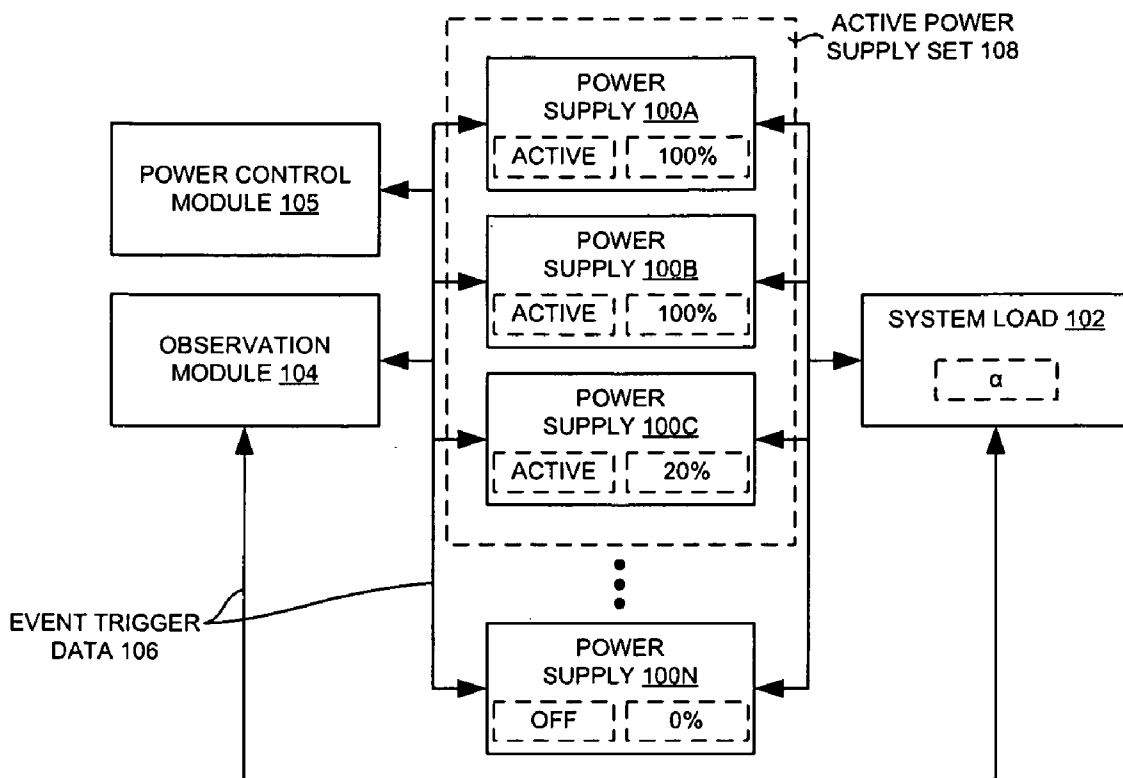 ACTIVE POWER
SUPPLY SET 108
POWER
SUPPLY 100A
ACTIVE 100%
POWER CONTROL
MODULE 105
POWER
SUPPLY 100B
ACTIVE 100%
OBSERVATION
MODULE 104
SYSTEM LOAD 102
α
POWER
SUPPLY 100C
ACTIVE 20%
EVENT TRIGGER
DATA 106
POWER
SUPPLY 100N
OFF 0%